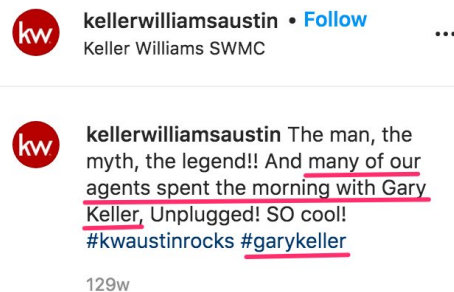 kw kellerwilliamsaustin • Follow
Keller Williams SWMC
...
kw kellerwilliamsaustin The man, the
myth, the legend!! And many of our
agents spent the morning with Gary
Keller, Unplugged! SO cool!
#kwaustinrocks #garykeller
129w